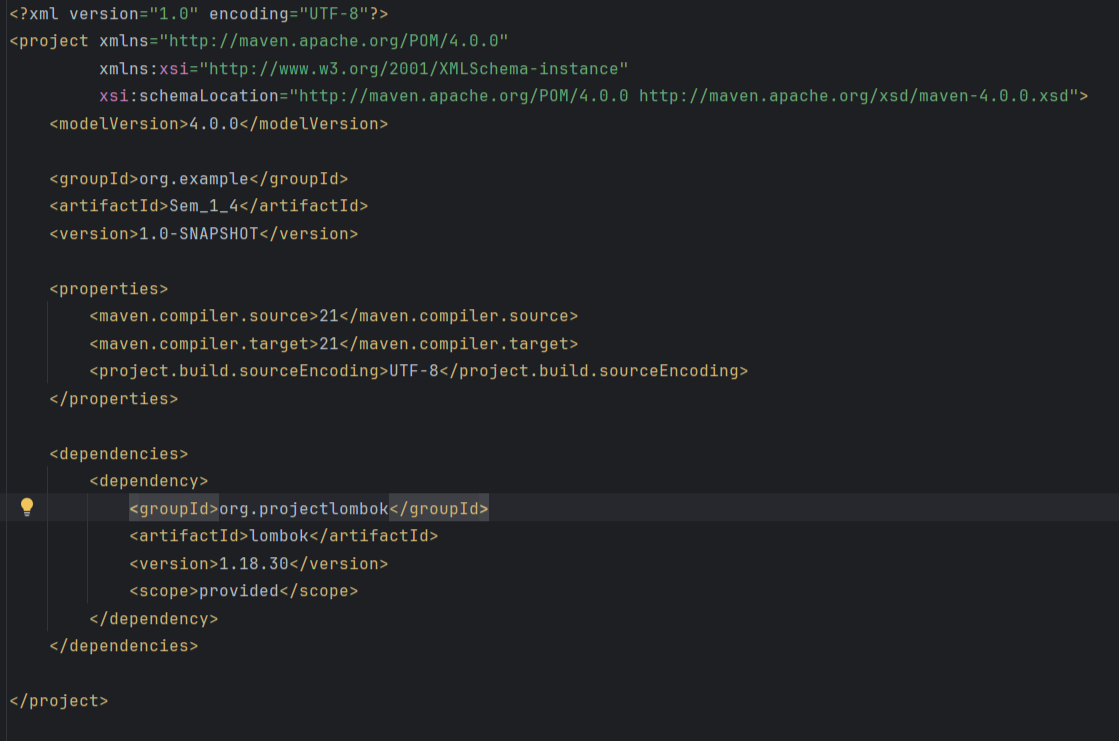 <?xml version="1.0" encoding="UTF-8"?>
<project xmlns="http://maven.apache.org/POM/4.0.0"
         xmlns:xsi="http://www.w3.org/2001/XMLSchema-instance"
         xsi:schemaLocation="http://maven.apache.org/POM/4.0.0 http://maven.apache.org/xsd/maven-4.0.0.xsd">
    <modelVersion>4.0.0</modelVersion>

    <groupId>org.example</groupId>
    <artifactId>Sem_1_4</artifactId>
    <version>1.0-SNAPSHOT</version>

    <properties>
        <maven.compiler.source>21</maven.compiler.source>
        <maven.compiler.target>21</maven.compiler.target>
        <project.build.sourceEncoding>UTF-8</project.build.sourceEncoding>
    </properties>

    <dependencies>
        <dependency>
            <groupId>org.projectlombok</groupId>
            <artifactId>lombok</artifactId>
            <version>1.18.30</version>
            <scope>provided</scope>
        </dependency>
    </dependencies>

</project>